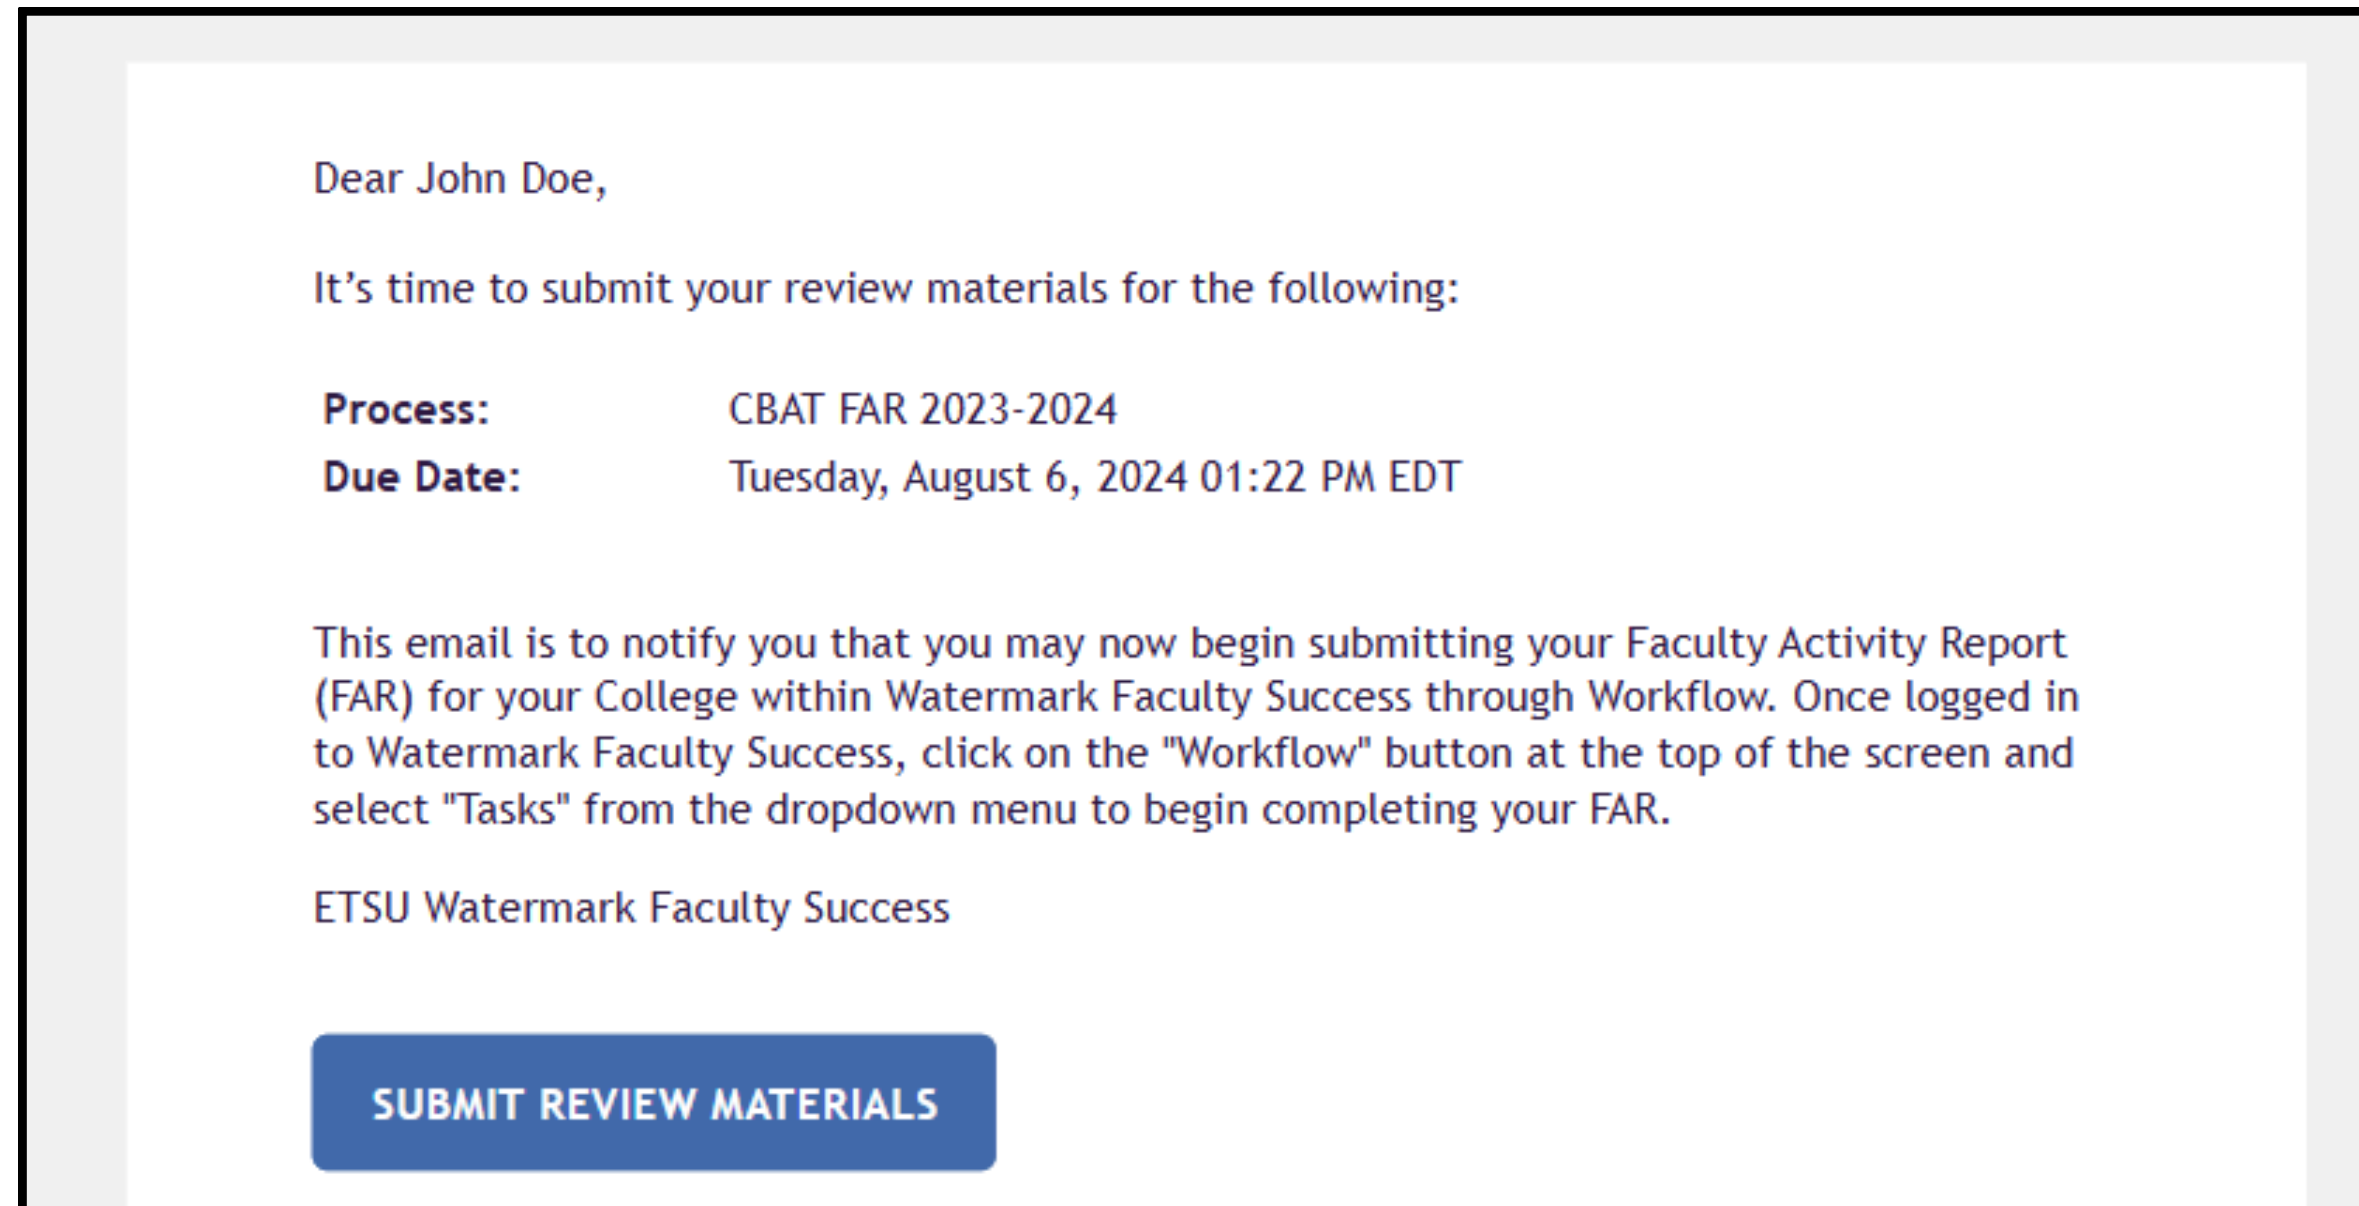 Dear John Doe,
It’s time to submit your review materials for the following:
Process: CBAT FAR 2023-2024
Due Date: Tuesday, August 6, 2024 01:22 PM EDT
This email is to notify you that you may now begin submitting your Faculty Activity Report
(FAR) for your College within Watermark Faculty Success through Workflow. Once logged in
to Watermark Faculty Success, click on the "Workflow" button at the top of the screen and
select "Tasks" from the dropdown menu to begin completing your FAR.
ETSU Watermark Faculty Success
SUBMIT REVIEW MATERIALS